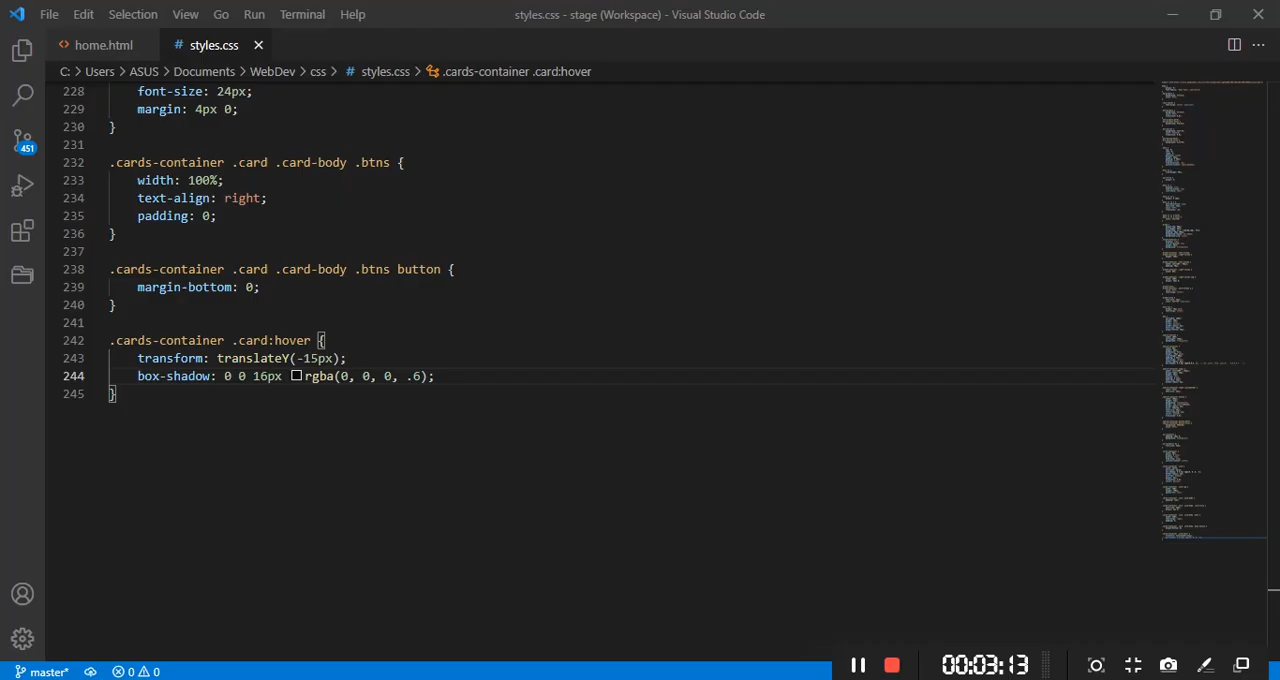 File Edit Selection View Go Run Terminal Help styles.css - stage (Workspace) - Visual Studio Code
home.html # styles.css
C: > Users > ASUS > Documents > WebDev > css > # styles.css > .cards-container .card:hover
228 font-size: 24px;
229 margin: 4px 0;
230 }
231
232 .cards-container .card .card-body .btns {
233 width: 100%;
234 text-align: right;
235 padding: 0;
236 }
237
238 .cards-container .card .card-body .btns button {
239 margin-bottom: 0;
240 }
241
242 .cards-container .card:hover {
243 transform: translateY(-15px);
244 box-shadow: 0 0 16px rgba(0, 0, 0, .6);
245 }
451
master* 0 0
00:03:13